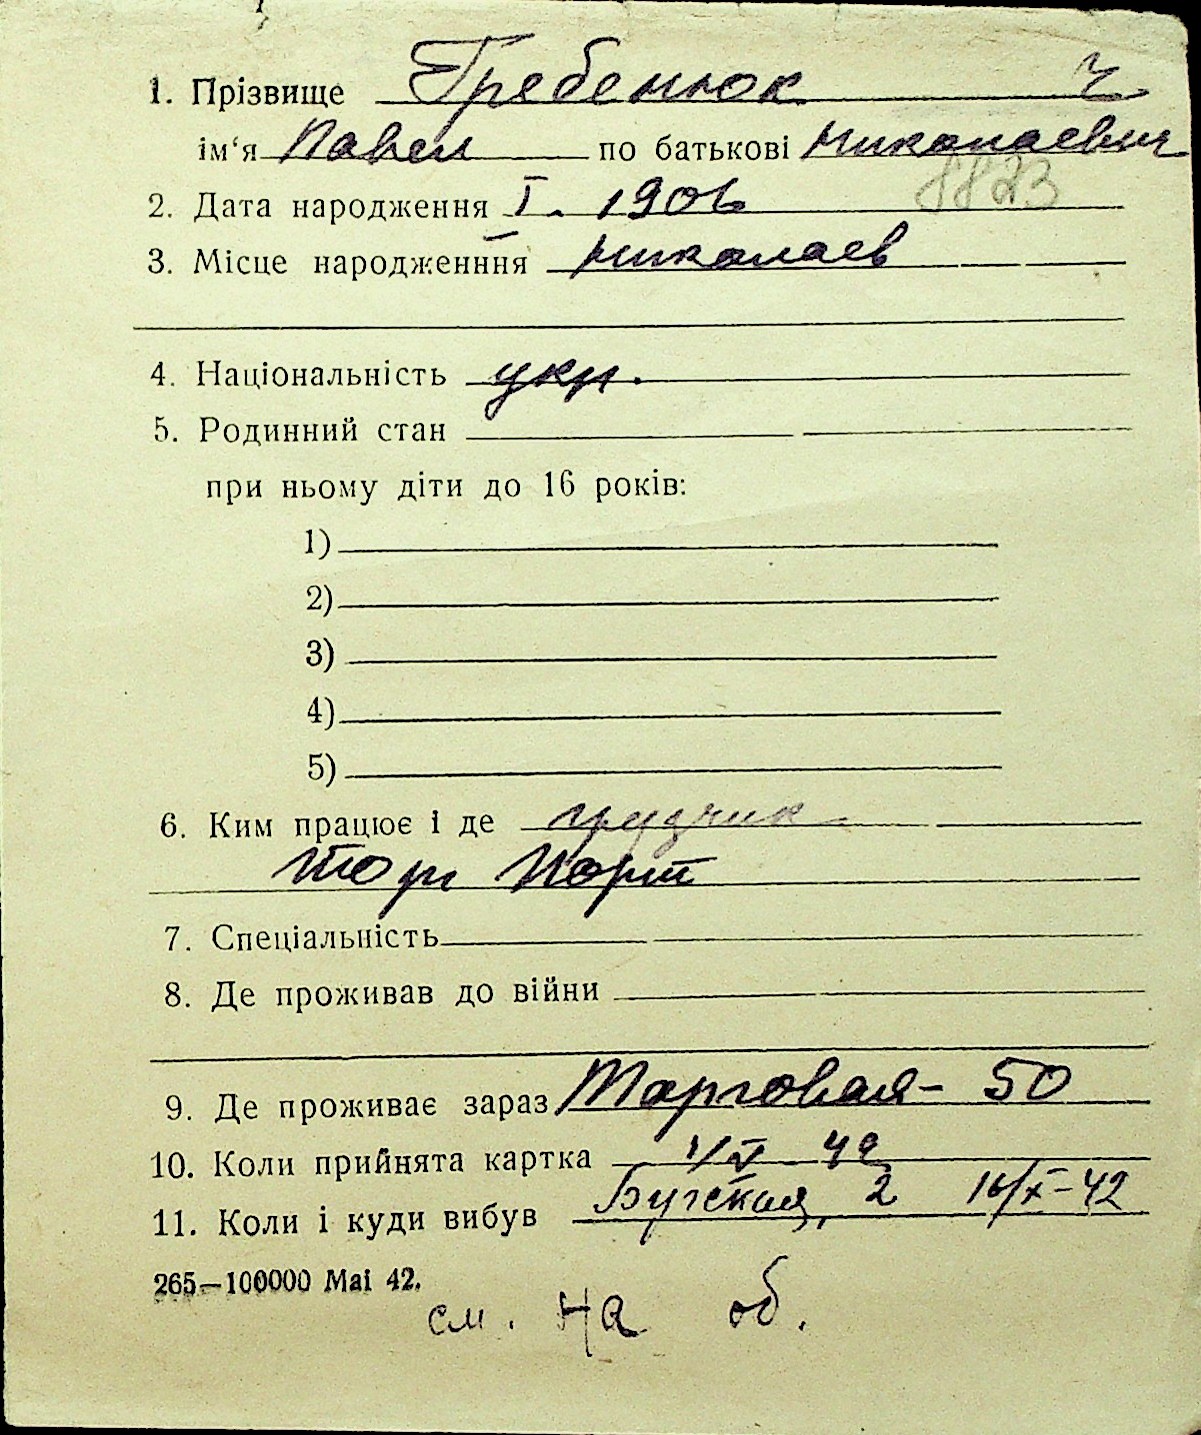 1. Прізвище Гребенюк
ім‘я Павел по батькові Николаевич
8823
2. Дата народження I. 1906
3. Місце народженння Николаев
4. Національність укр.
5. Родинний стан
при ньому діти до 16 років:
1)
2)
3)
4)
5)
6. Ким працює і де грузчик
Торг Порт
7. Спеціальність
8. Де проживав до війни
9. Де проживає зараз Торговая - 50
10. Коли прийнята картка 42
11. Коли і куди вибув Бугская, 2 16/X-42
265—100000 Mai 42.
см. на об.